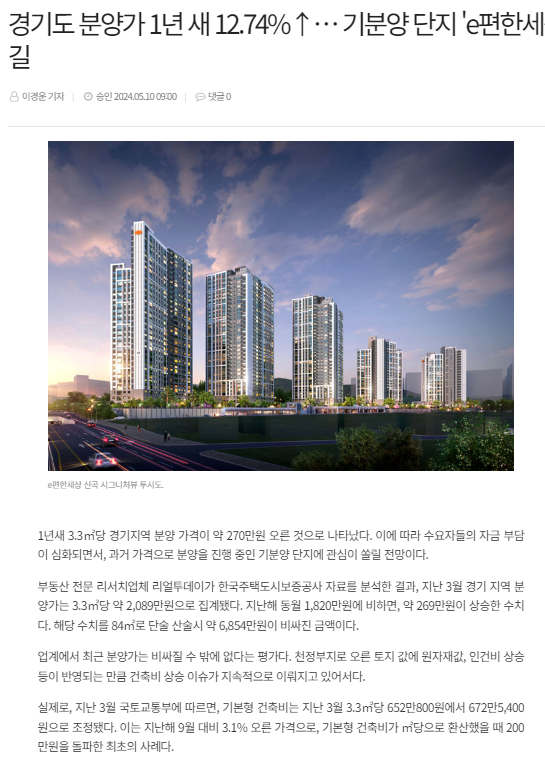 경기도 분양가 1년 새 12.74%↑… 기분양 단지 'e편한세
길
이경운 기자 | 승인 2024.05.10 09:00 | 댓글 0
e편한세상 신곡 시그니처뷰 투시도.
1년새 3.3㎡당 경기지역 분양 가격이 약 270만원 오른 것으로 나타났다. 이에 따라 수요자들의 자금 부담
이 심화되면서, 과거 가격으로 분양을 진행 중인 기분양 단지에 관심이 쏠릴 전망이다.
부동산 전문 리서치업체 리얼투데이가 한국주택도시보증공사 자료를 분석한 결과, 지난 3월 경기 지역 분
양가는 3.3㎡당 약 2,089만원으로 집계됐다. 지난해 동월 1,820만원에 비하면, 약 269만원이 상승한 수치
다. 해당 수치를 84㎡로 단술 산술시 약 6,854만원이 비싸진 금액이다.
업계에서 최근 분양가는 비싸질 수 밖에 없다는 평가다. 천정부지로 오른 토지 값에 원자재값, 인건비 상승
등이 반영되는 만큼 건축비 상승 이슈가 지속적으로 이뤄지고 있어서다.
실제로, 지난 3월 국토교통부에 따르면, 기본형 건축비는 지난 3월 3.3㎡당 652만800원에서 672만5,400
원으로 조정됐다. 이는 지난해 9월 대비 3.1% 오른 가격으로, 기본형 건축비가 ㎡당으로 환산했을 때 200
만원을 돌파한 최초의 사례다.